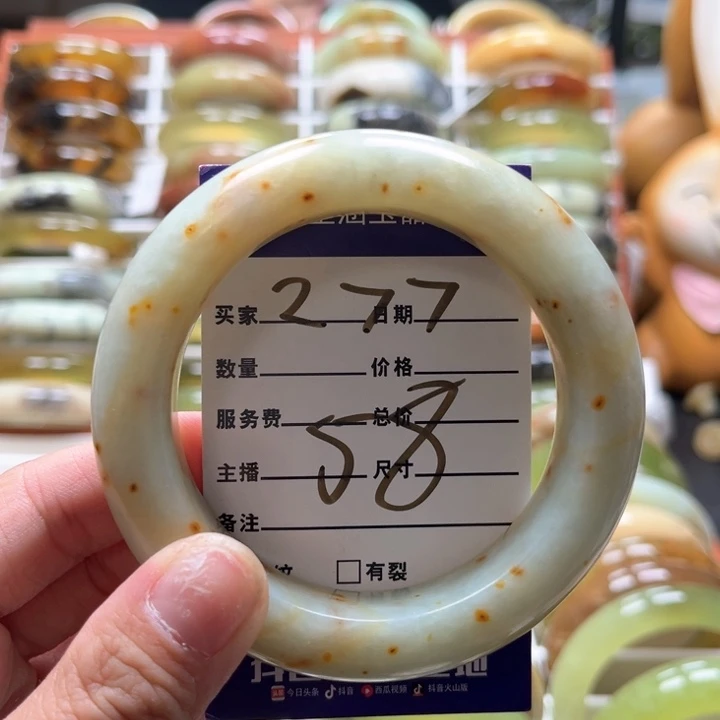 277
买家 日期
数量 价格
服务费 总价
58
主播 尺寸
备注
纹 □有裂
今日头条 抖音 西瓜视频 抖音火山版